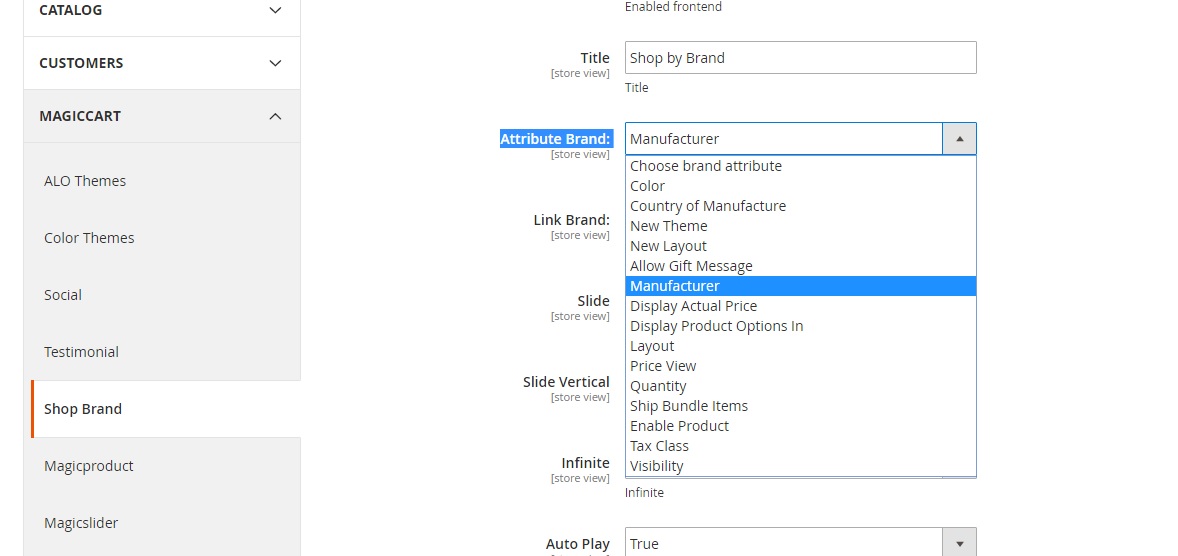 CATALOG
CUSTOMERS
MAGICCART
ALO Themes
Color Themes
Social
Testimonial
Shop Brand
Magicproduct
Magicslider
Enabled frontend
Title
[store view]
Shop by Brand
Title
Attribute Brand:
[store view]
Manufacturer
Choose brand attribute
Color
Country of Manufacture
New Theme
New Layout
Allow Gift Message
Manufacturer
Display Actual Price
Display Product Options In
Layout
Price View
Quantity
Ship Bundle Items
Enable Product
Tax Class
Visibility
Link Brand:
[store view]
Slide
[store view]
Slide Vertical
[store view]
Infinite
[store view]
Infinite
Auto Play
True